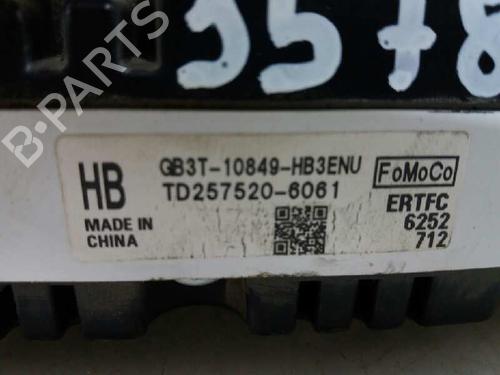 3578
B-PARTS
HB
GB3T-10849-HB3ENU
FoMoCo
TD257520-6061
ERTFC
MADE IN
CHINA
6252
712